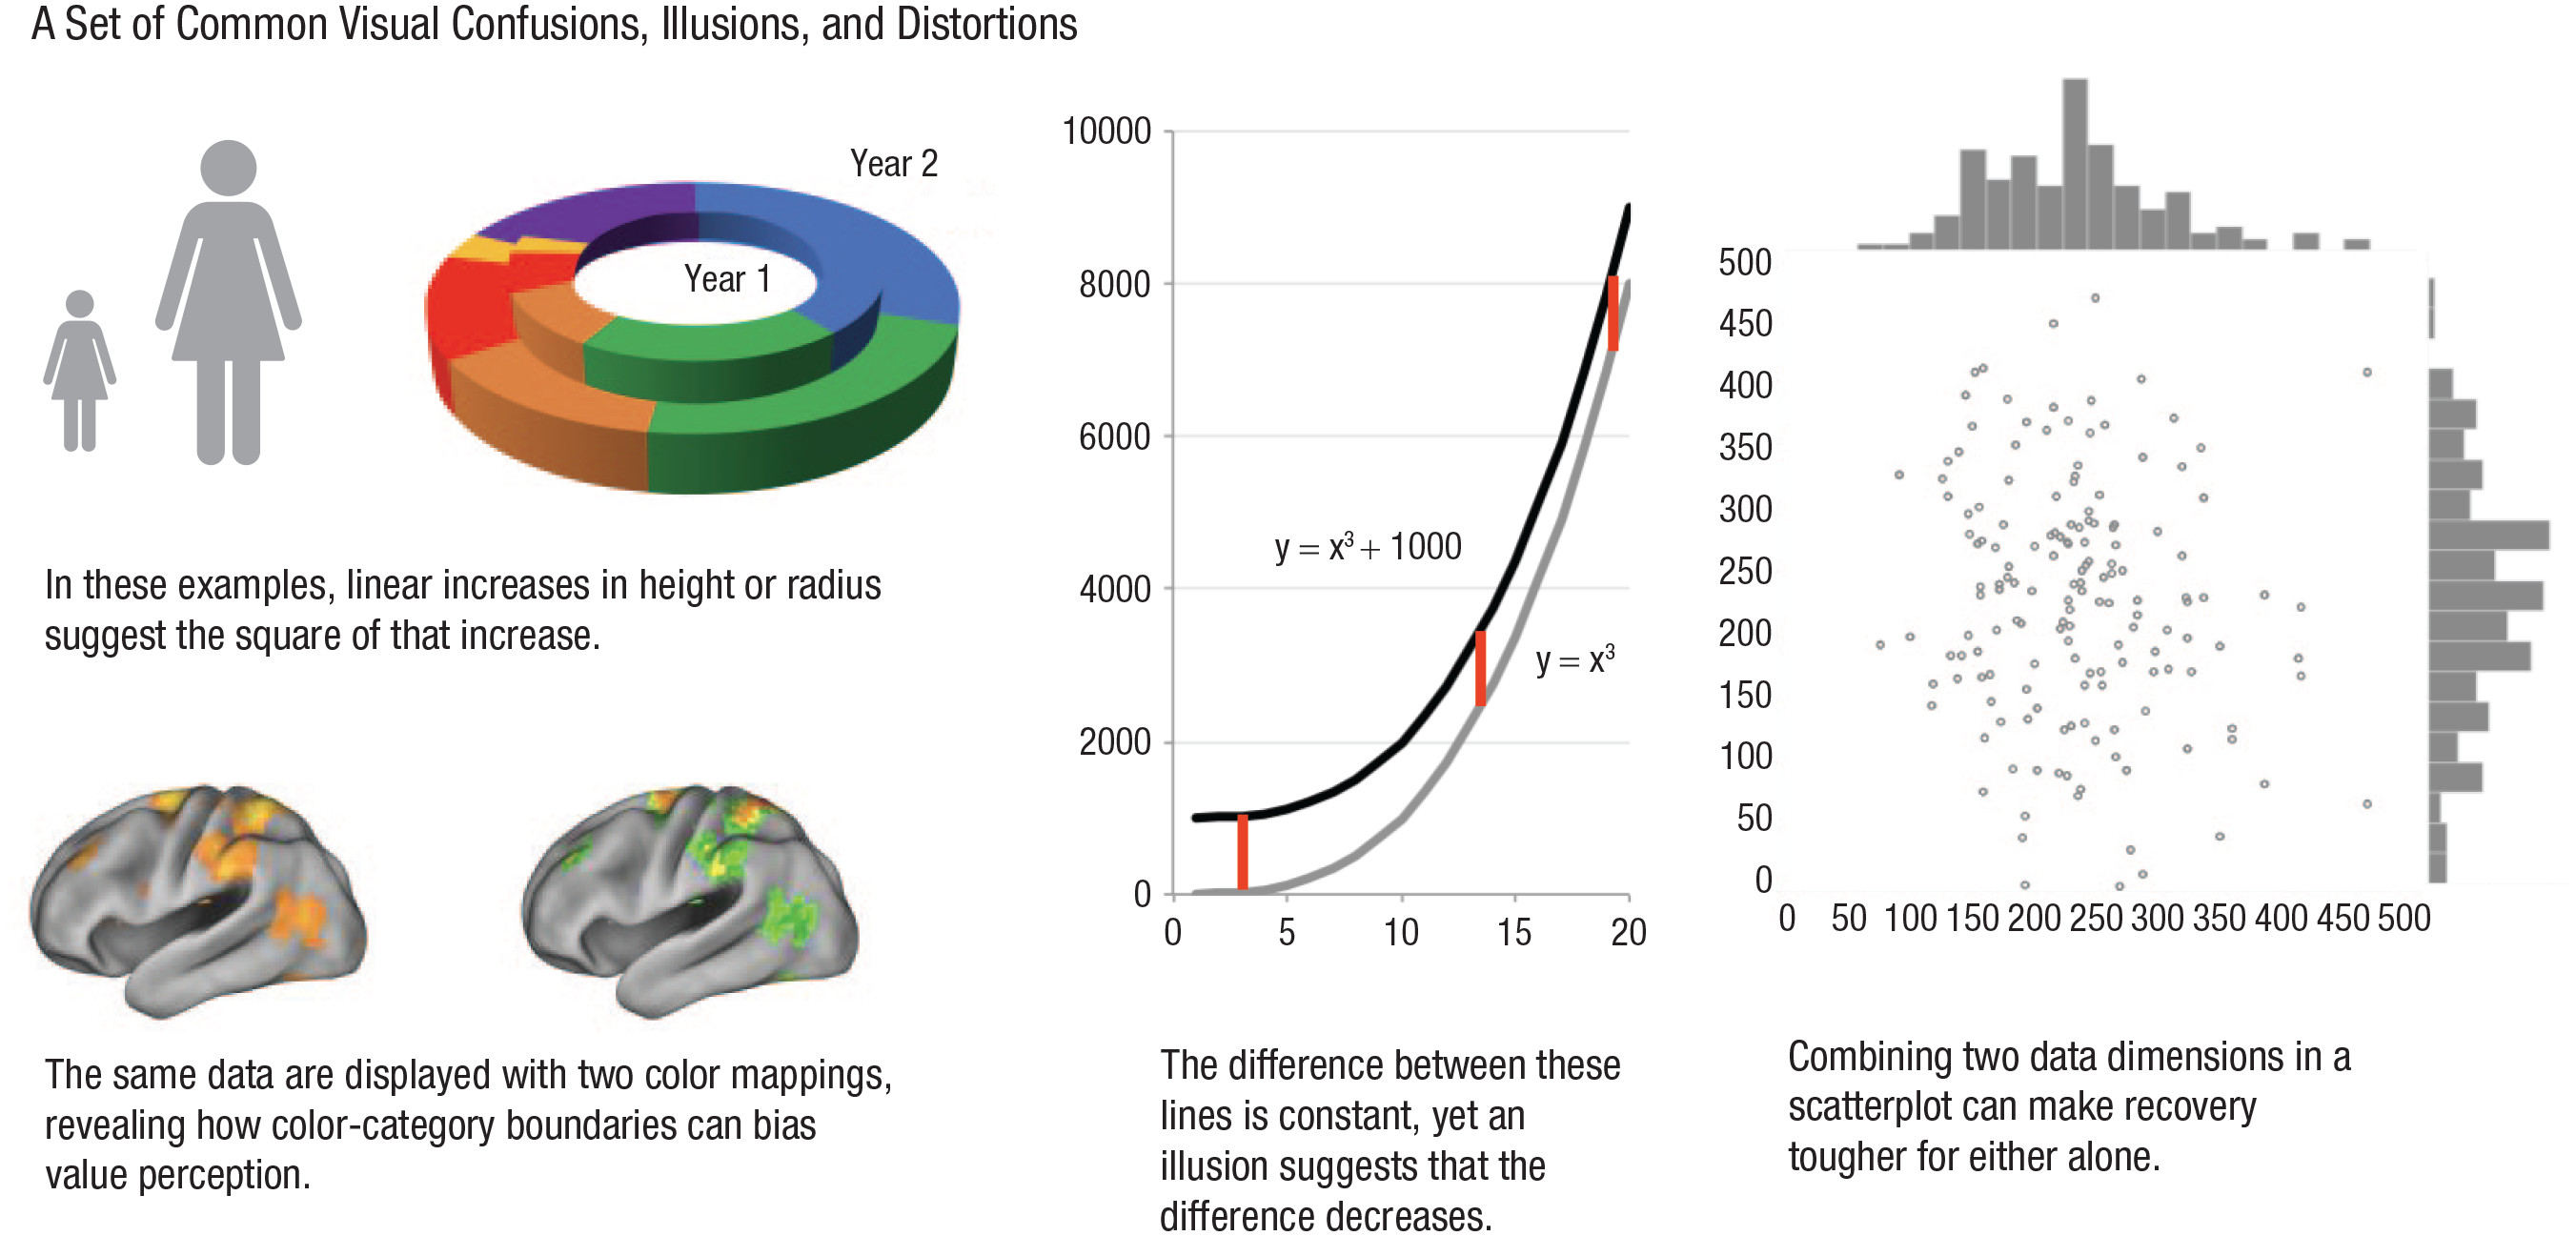 A Set of Common Visual Confusions, Illusions, and Distortions
Year 2
Year 1
In these examples, linear increases in height or radius
suggest the square of that increase.
The same data are displayed with two color mappings,
revealing how color-category boundaries can bias
value perception.
10000
8000
6000
4000
2000
0
0 5 10 15 20
y = x³ + 1000
y = x³
The difference between these
lines is constant, yet an
illusion suggests that the
difference decreases.
500
450
400
350
300
250
200
150
100
50
0
0 50 100 150 200 250 300 350 400 450 500
Combining two data dimensions in a
scatterplot can make recovery
tougher for either alone.